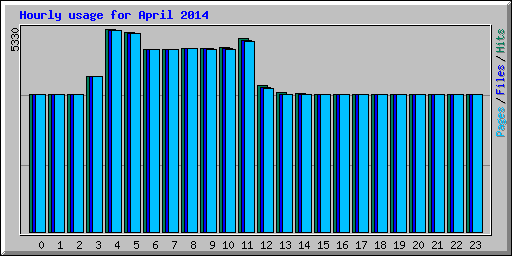 Hourly usage for April 2014
5330
Pages/Files/Hits
0 1 2 3 4 5 6 7 8 9 10 11 12 13 14 15 16 17 18 19 20 21 22 23